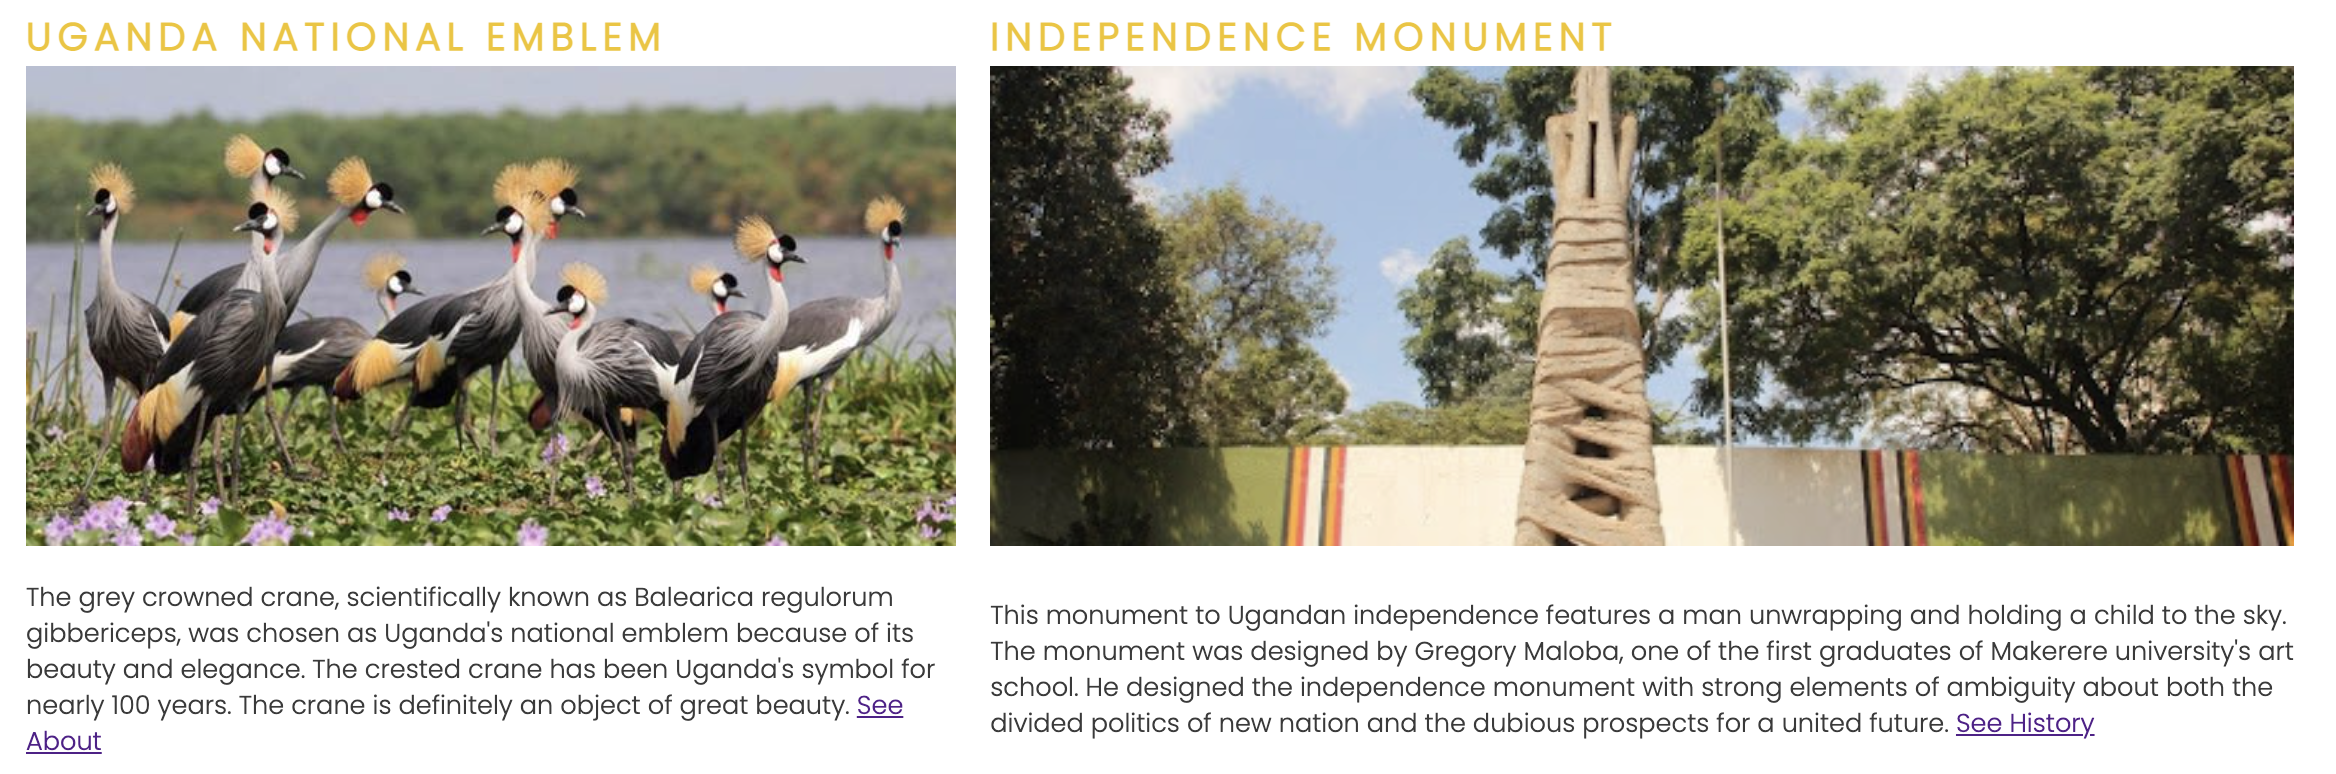 UGANDA NATIONAL EMBLEM
The grey crowned crane, scientifically known as Balearica regulorum
gibbericeps, was chosen as Uganda's national emblem because of its
beauty and elegance. The crested crane has been Uganda's symbol for
nearly 100 years. The crane is definitely an object of great beauty. See
About
INDEPENDENCE MONUMENT
This monument to Ugandan independence features a man unwrapping and holding a child to the sky.
The monument was designed by Gregory Maloba, one of the first graduates of Makerere university's art
school. He designed the independence monument with strong elements of ambiguity about both the
divided politics of new nation and the dubious prospects for a united future. See History